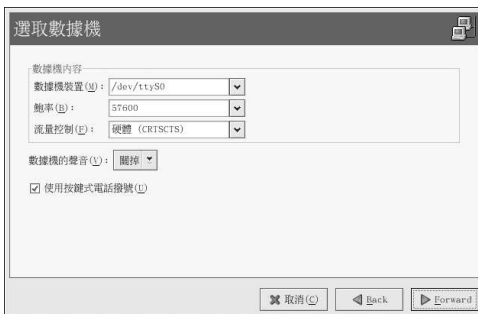 選取數據機
數據機內容
數據機裝置(M)： /dev/ttyS0
鮑率(B)： 57600
流量控制(F)： 硬體 (CRTSCTS)
數據機的聲音(V)： 關掉
使用按鍵式電話撥號(U)
取消(C) Back Forward